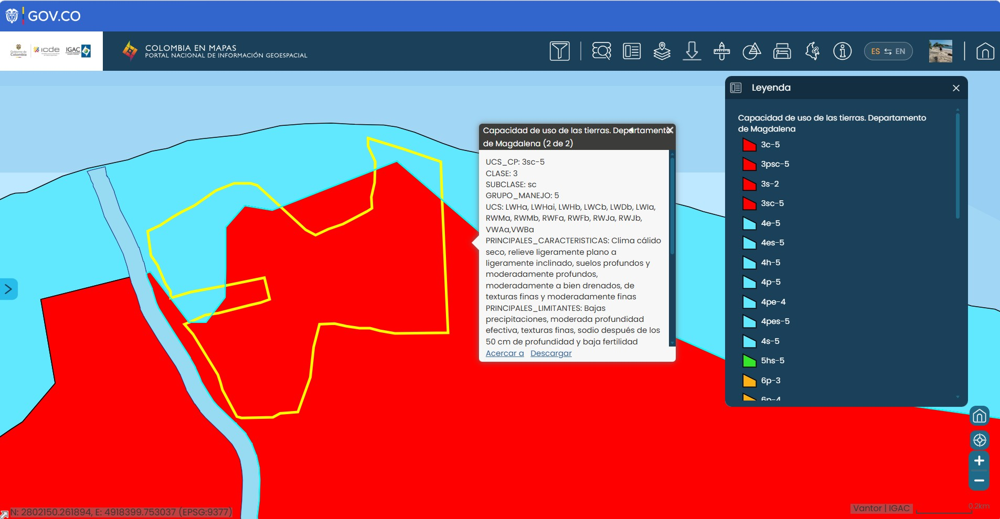 GOV.CO
Gobierno de
Colombia
icde
IGAC
COLOMBIA EN MAPAS
PORTAL NACIONAL DE INFORMACIÓN GEOESPACIAL
ES
EN
Leyenda
Capacidad de uso de las tierras. Departamento
de Magdalena
3c-5
3psc-5
3s-2
3sc-5
4e-5
4es-5
4h-5
4p-5
4pe-4
4pes-5
4s-5
5hs-5
6p-3
6p-4
Capacidad de uso de las tierras. Departamento
de Magdalena (2 de 2)
UCS_CP: 3sc-5
CLASE: 3
SUBCLASE: sc
GRUPO_MANEJO: 5
UCS: LWHa, LWHai, LWHb, LWCb, LWDb, LWIa,
RWMa, RWMb, RWFa, RWFb, RWJa, RWJb,
VWAa,VWBa
PRINCIPALES_CARACTERISTICAS: Clima cálido
seco, relieve ligeramente plano a
ligeramente inclinado, suelos profundos y
moderadamente profundos,
moderadamente a bien drenados, de
texturas finas y moderadamente finas
PRINCIPALES_LIMITANTES: Bajas
precipitaciones, moderada profundidad
efectiva, texturas finas, sodio después de los
50 cm de profundidad y baja fertilidad
Acercar a Descargar
N: 2802150.261894, E: 4918399.753037 (EPSG:9377)
Vantor | IGAC
0.2km